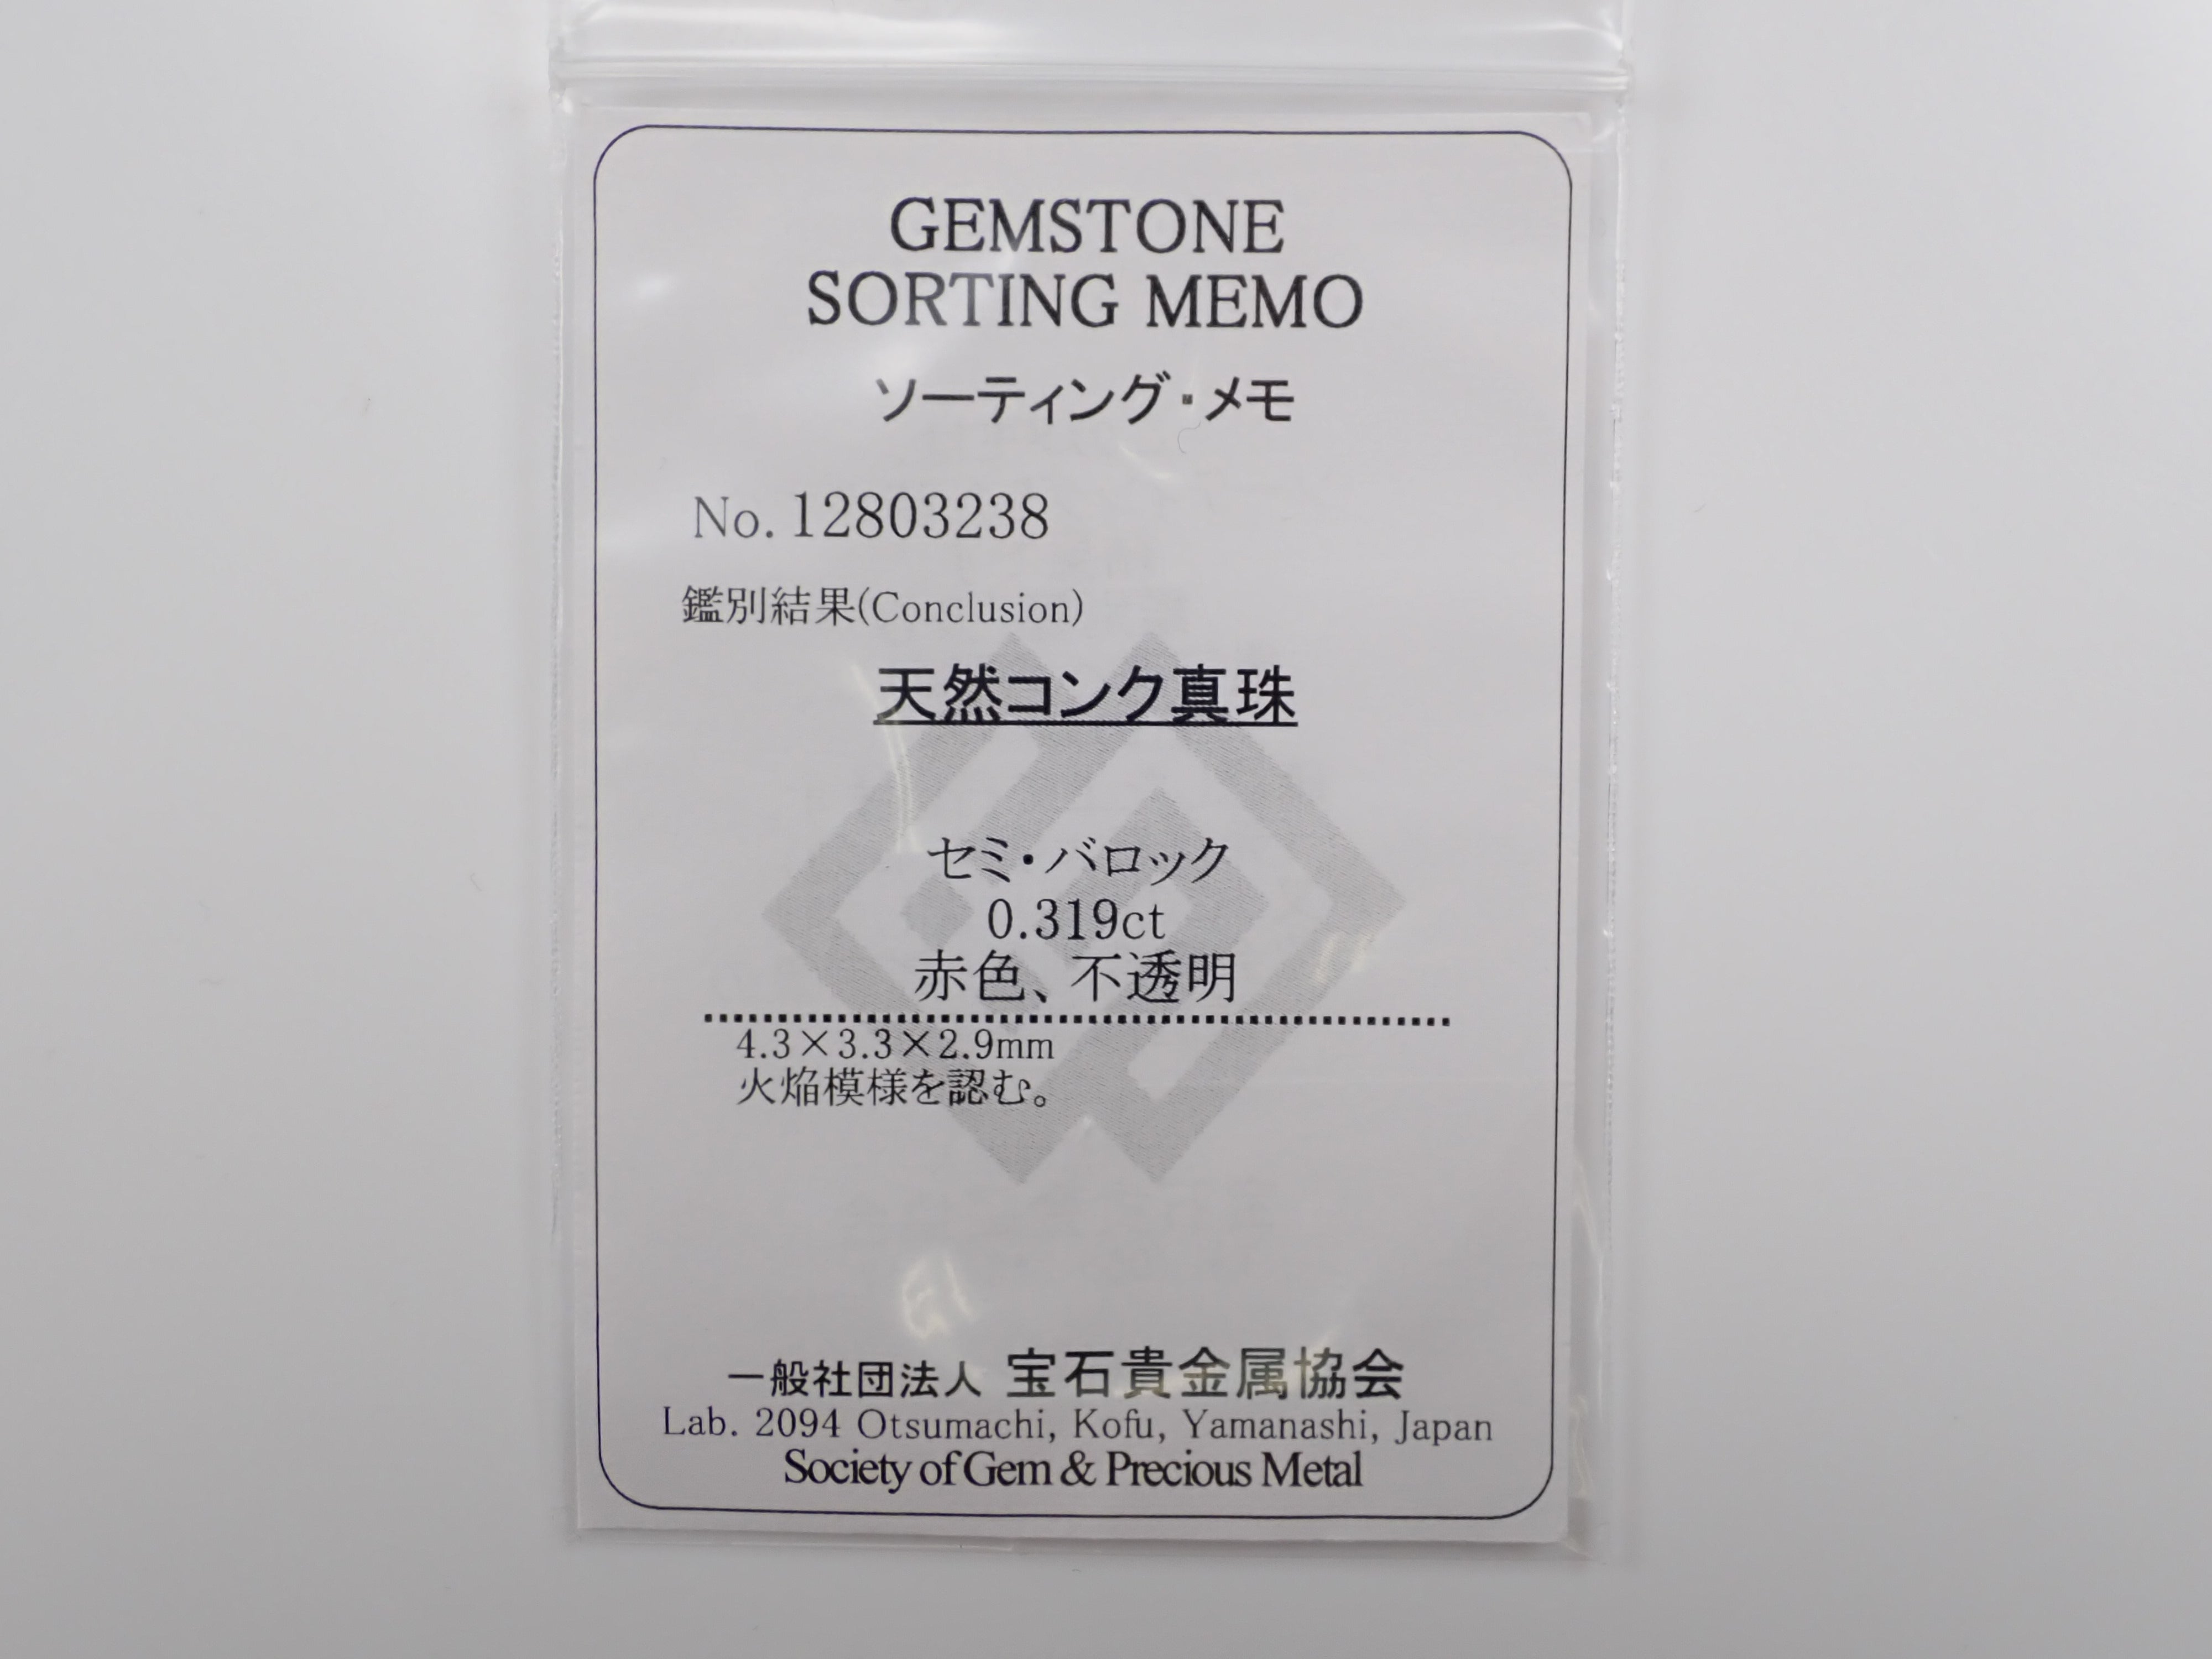 GEMSTONE
SORTING MEMO
ソーティング・メモ
No. 12803238
鑑別結果(Conclusion)
天然コンク真珠
セミ・バロック
0.319ct
赤色、不透明
4.3×3.3×2.9mm
火焔模様を認む。
一般社団法人 宝石貴金属協会
Lab. 2094 Otsumachi, Kofu, Yamanashi, Japan
Society of Gem & Precious Metal